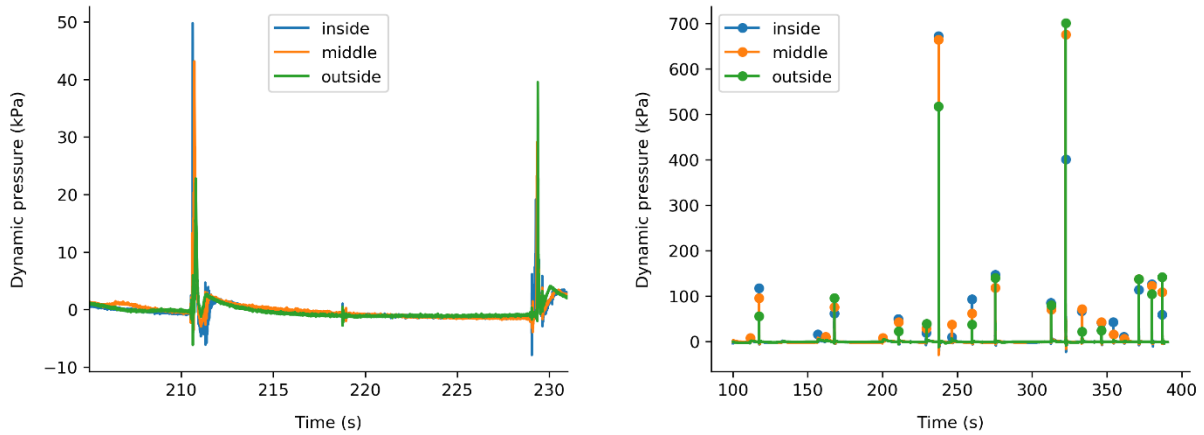 50
40
30
20
10
0
−10
Dynamic pressure (kPa)
inside
middle
outside
210
215
220
225
230
Time (s)
700
600
500
400
300
200
100
0
Dynamic pressure (kPa)
inside
middle
outside
100
150
200
250
300
350
400
Time (s)